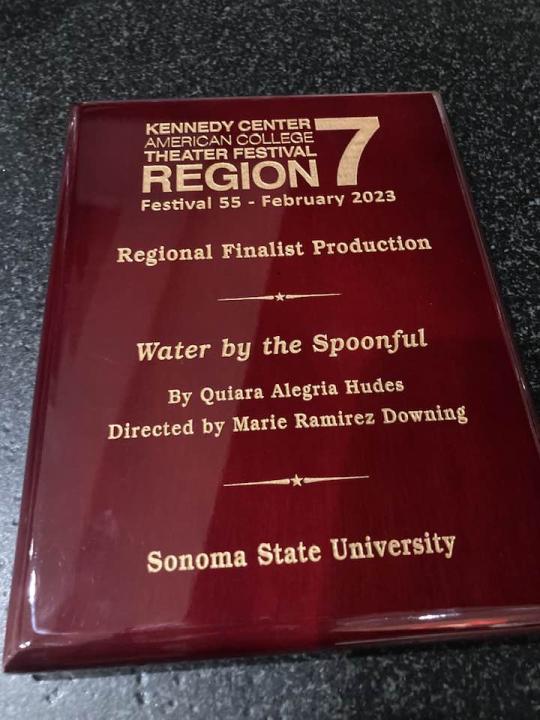 KENNEDY CENTER
AMERICAN COLLEGE
THEATER FESTIVAL
REGION 7
Festival 55 - February 2023
Regional Finalist Production
Water by the Spoonful
By Quiara Alegria Hudes
Directed by Marie Ramirez Downing
Sonoma State University